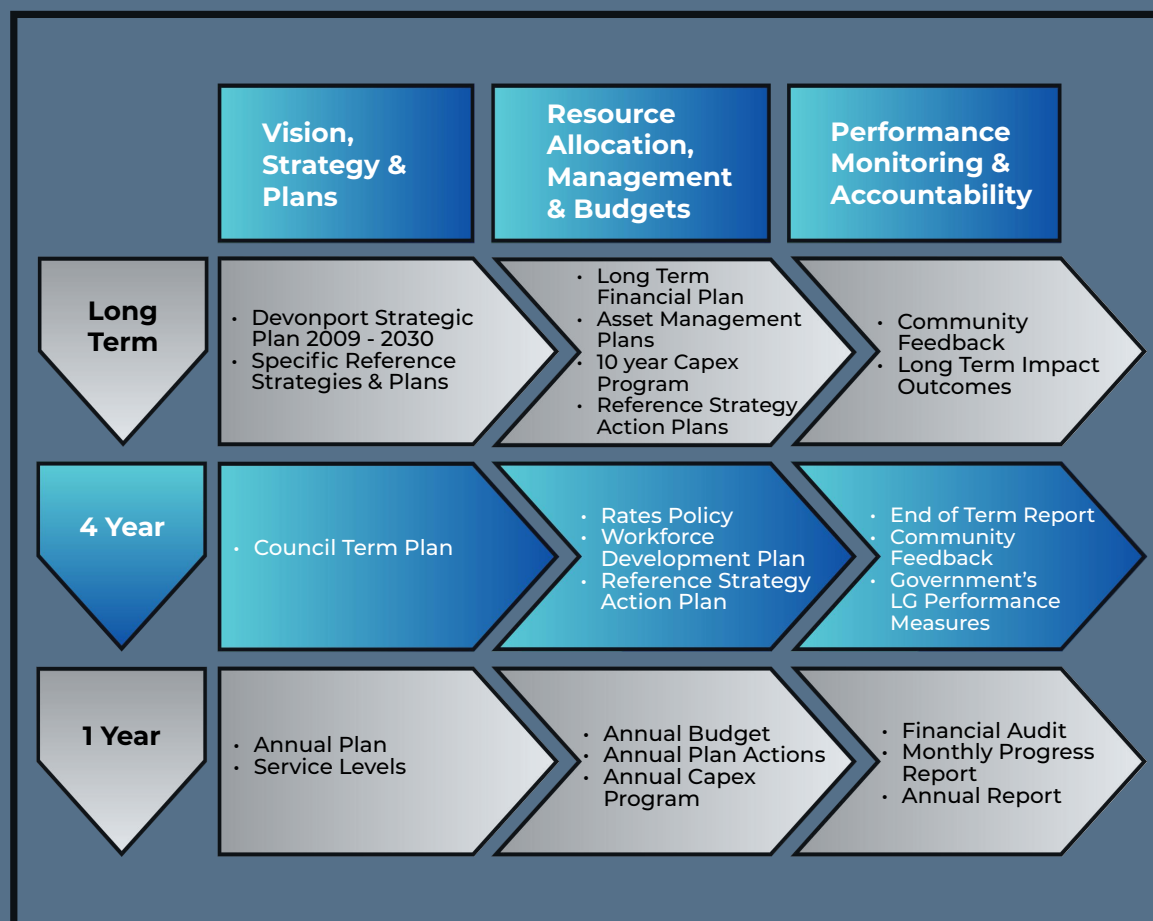 Vision,
Strategy &
Plans
Resource
Allocation,
Management
& Budgets
Performance
Monitoring &
Accountability
Long
Term
• Devonport Strategic
Plan 2009 - 2030
• Specific Reference
Strategies & Plans
• Long Term
Financial Plan
• Asset Management
Plans
• 10 year Capex
Program
• Reference Strategy
Action Plans
• Community
Feedback
• Long Term Impact
Outcomes
4 Year
• Council Term Plan
• Rates Policy
• Workforce
Development Plan
• Reference Strategy
Action Plan
• End of Term Report
• Community
Feedback
• Government’s
LG Performance
Measures
1 Year
• Annual Plan
• Service Levels
• Annual Budget
• Annual Plan Actions
• Annual Capex
Program
• Financial Audit
• Monthly Progress
Report
• Annual Report